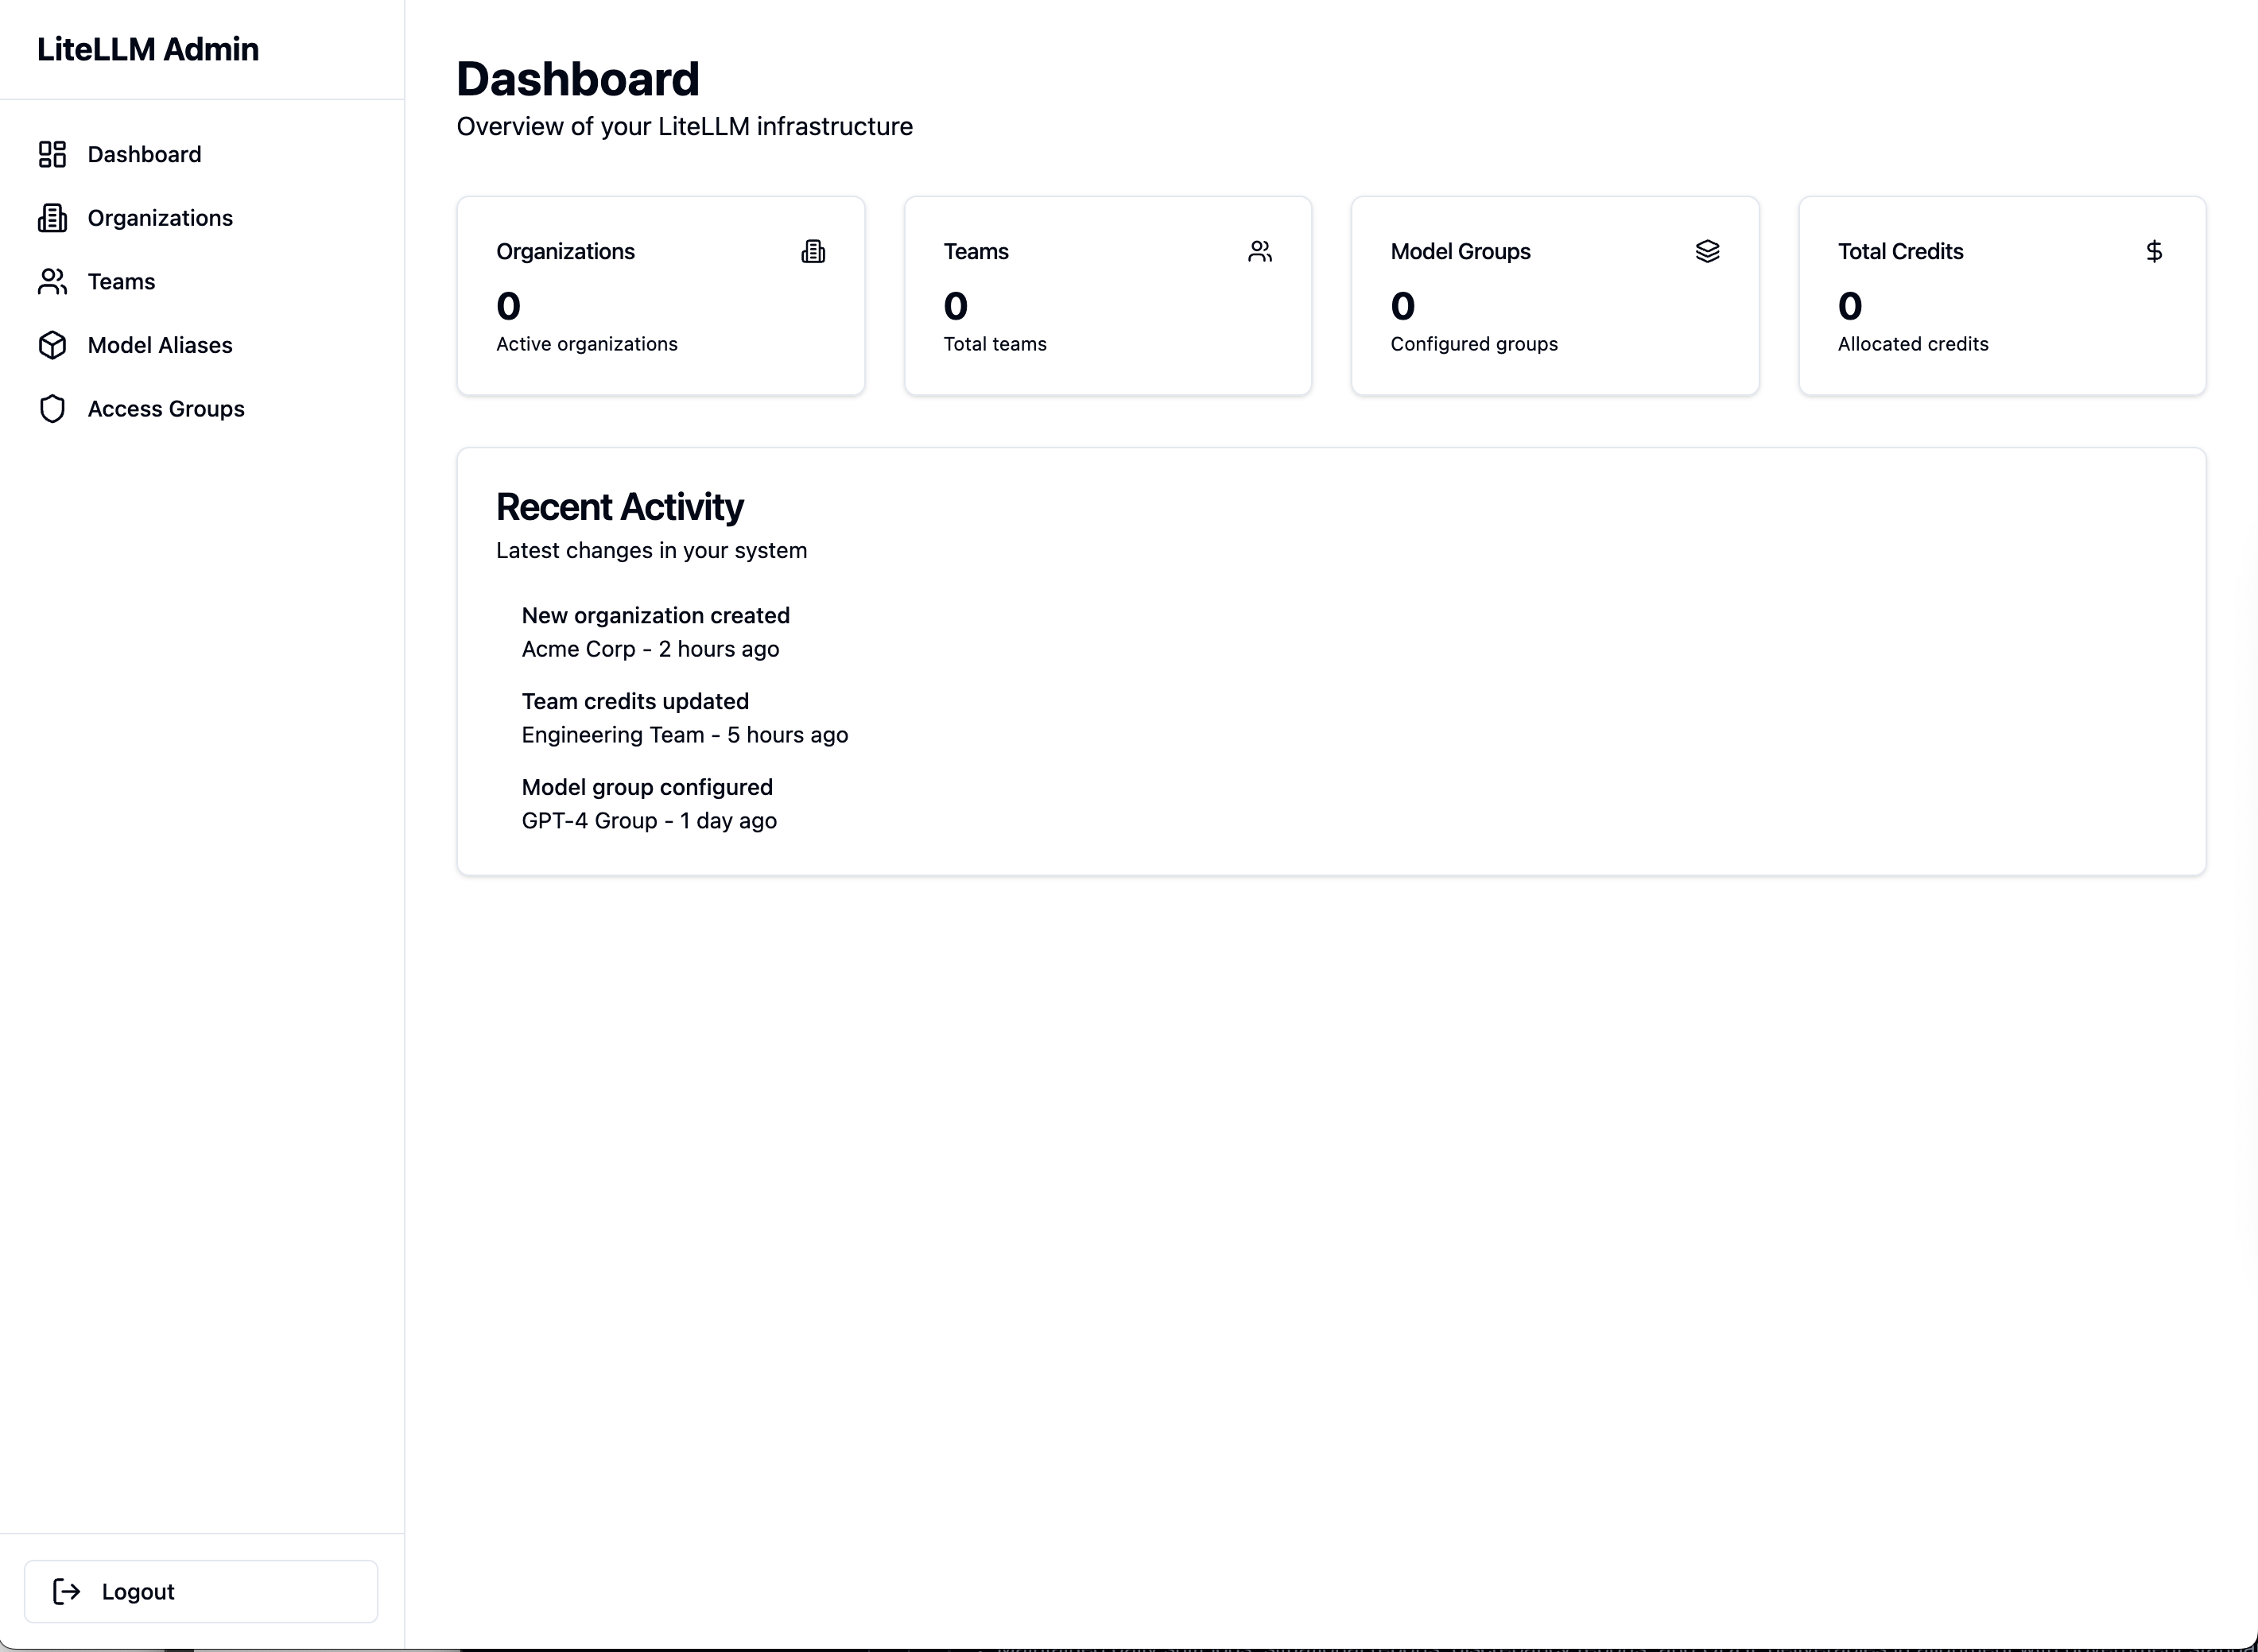 LiteLLM Admin
Dashboard
Organizations
Teams
Model Aliases
Access Groups
Logout
Dashboard
Overview of your LiteLLM infrastructure
Organizations
0
Active organizations
Teams
0
Total teams
Model Groups
0
Configured groups
Total Credits
0
Allocated credits
Recent Activity
Latest changes in your system
New organization created
Acme Corp - 2 hours ago
Team credits updated
Engineering Team - 5 hours ago
Model group configured
GPT-4 Group - 1 day ago